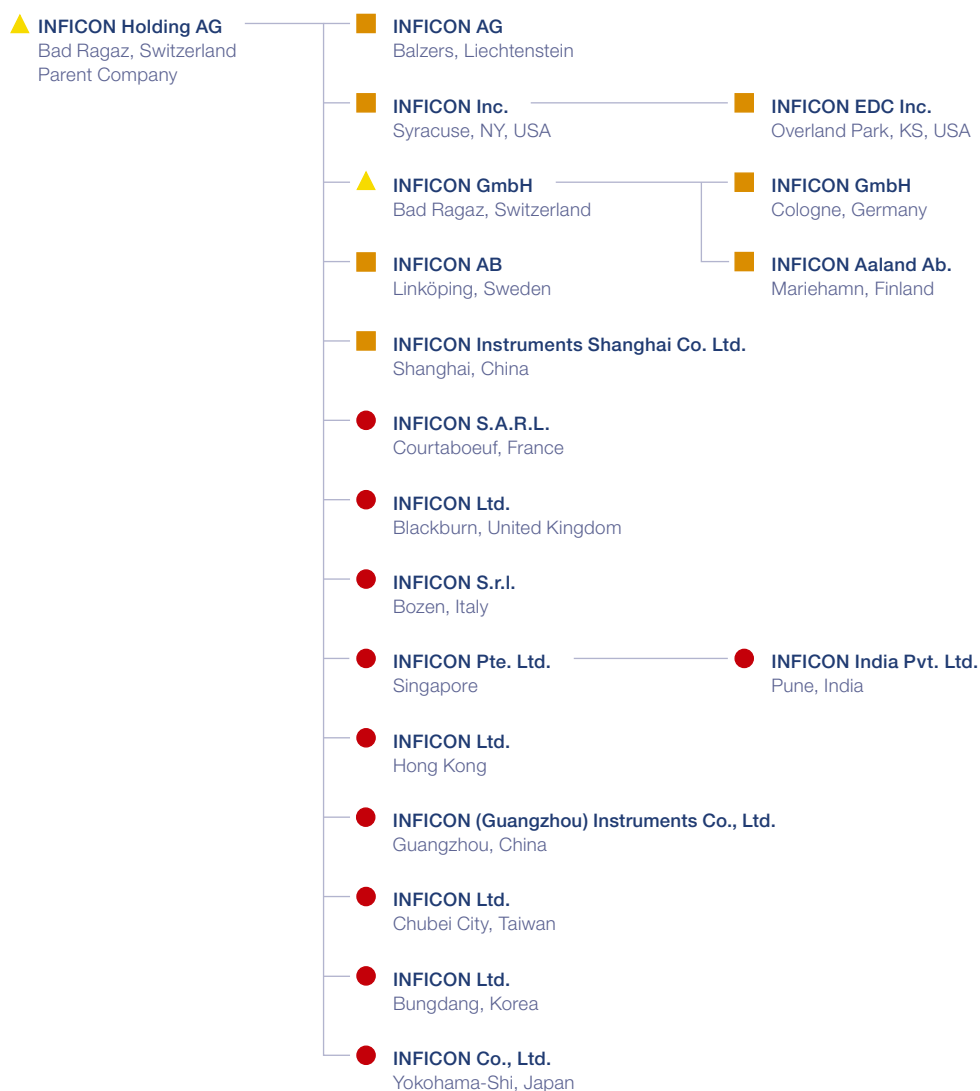 INFICON Holding AG
Bad Ragaz, Switzerland
Parent Company
INFICON AG
Balzers, Liechtenstein
INFICON Inc.
Syracuse, NY, USA
INFICON EDC Inc.
Overland Park, KS, USA
INFICON GmbH
Bad Ragaz, Switzerland
INFICON GmbH
Cologne, Germany
INFICON AB
Linköping, Sweden
INFICON Aaland Ab.
Mariehamn, Finland
INFICON Instruments Shanghai Co. Ltd.
Shanghai, China
INFICON S.A.R.L.
Courtaboeuf, France
INFICON Ltd.
Blackburn, United Kingdom
INFICON S.r.l.
Bozen, Italy
INFICON Pte. Ltd.
Singapore
INFICON India Pvt. Ltd.
Pune, India
INFICON Ltd.
Hong Kong
INFICON (Guangzhou) Instruments Co., Ltd.
Guangzhou, China
INFICON Ltd.
Chubei City, Taiwan
INFICON Ltd.
Bungdang, Korea
INFICON Co., Ltd.
Yokohama-Shi, Japan